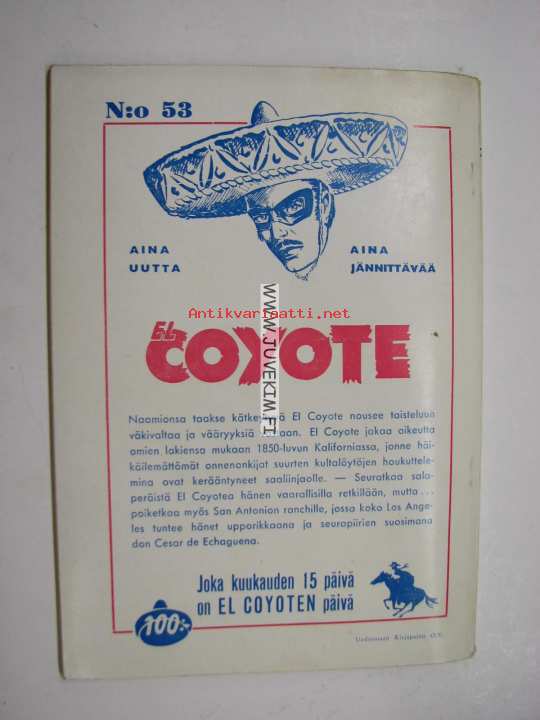 N:o 53
AINA
UUTTA
AINA
JÄNNITTÄVÄÄ
Antikvariaatti.net
WWW.JUVEKIM.FI
EL
COYOTE
Naamionsa taakse El Coyote nousee taisteluun
väkivaltaa ja vääryyksiä El Coyote jakaa oikeutta
omien lakiensa mukaan 1850-luvun Kaliforniassa, jonne häi-
käilemättömät onnenonkijat suurten kultalöytöjen houkuttele-
mina ovat kerääntyneet saaliinjaolle. — Seuratkaa sala-
peräistä El Coyotea hänen vaarallisilla retkillään, mutta ...
poiketkaa myös San Antonion ranchille, jossa koko Los Ange-
les tuntee hänet upporikkaana ja seurapiirien suosimana
don Cesar de Echaguena.
Joka kuukauden 15 päivä
on EL COYOTEN päivä
100:-
Uudenmaan Kirjapaino O.Y.